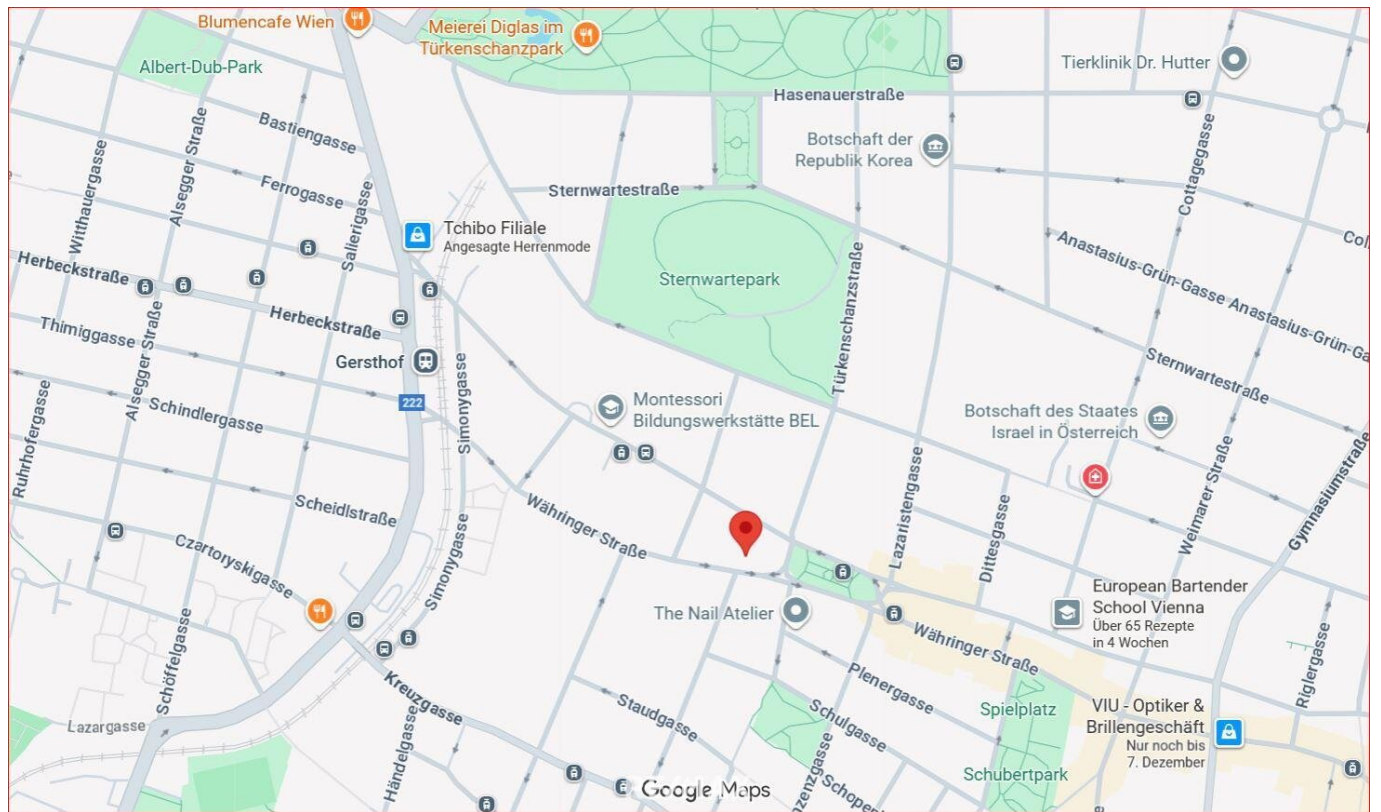 Blumencafe Wien
Meierei Diglas im
Türkenschanzpark
Albert-Dub-Park
Tierklinik Dr. Hutter
Hasenauerstraße
Bastiengasse
Alsegger Straße
Witthauergasse
Botschaft der
Republik Korea
Cottagegasse
Ferrogasse
Salierigasse
Sternwartestraße
Tchibo Filiale
Angesagte Herrenmode
Anastasius-Grün-Gasse
Anastasius-Grün-Ga
Col
Herbeckstraße
Sternwartepark
Türkenschanzstraße
Herbeckstraße
Thimiggasse
Gersthof
Simonygasse
Sternwartestraße
222
Alsegger Straße
Schindlergasse
Montessori
Bildungswerkstätte BEL
Botschaft des Staates
Israel in Österreich
Ruhrhofergasse
Scheidlstraße
Währinger Straße
Lazaristengasse
Dittesgasse
Weimarer Straße
Gymnasiumstraße
Czartoryskigasse
Simonygasse
The Nail Atelier
European Bartender
School Vienna
Über 65 Rezepte
in 4 Wochen
Währinger Straße
Schöffelgasse
Kreuzgasse
Plenergasse
Riglergasse
Lazargasse
Händelgasse
Staudgasse
Schulgasse
Spielplatz
VIU - Optiker &
Brillengeschäft
Nur noch bis
7. Dezember
Schubertpark
nzenzgasse
Schopen
Google Maps